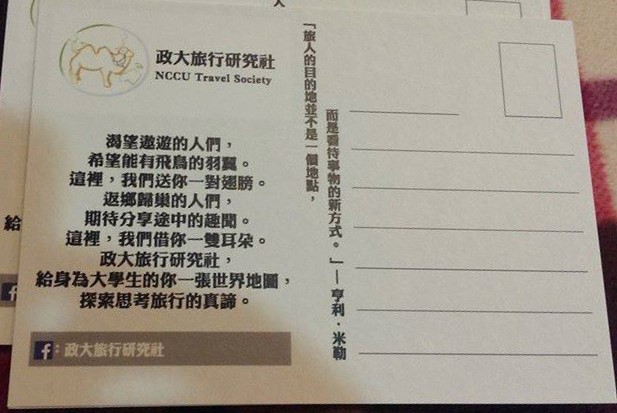 政大旅行研究社
NCCU Travel Society
渴望遨遊的人們，
希望能有飛鳥的羽翼。
這裡，我們送你一對翅膀。
返鄉歸巢的人們，
期待分享途中的趣聞。
這裡，我們借你一雙耳朵。
政大旅行研究社，
給身為大學生的你一張世界地圖，
探索思考旅行的真諦。
f：政大旅行研究社
「旅人的目的地並不是一個地點，
而是看待事物的新方式。」——亨利·米勒
人
給
f